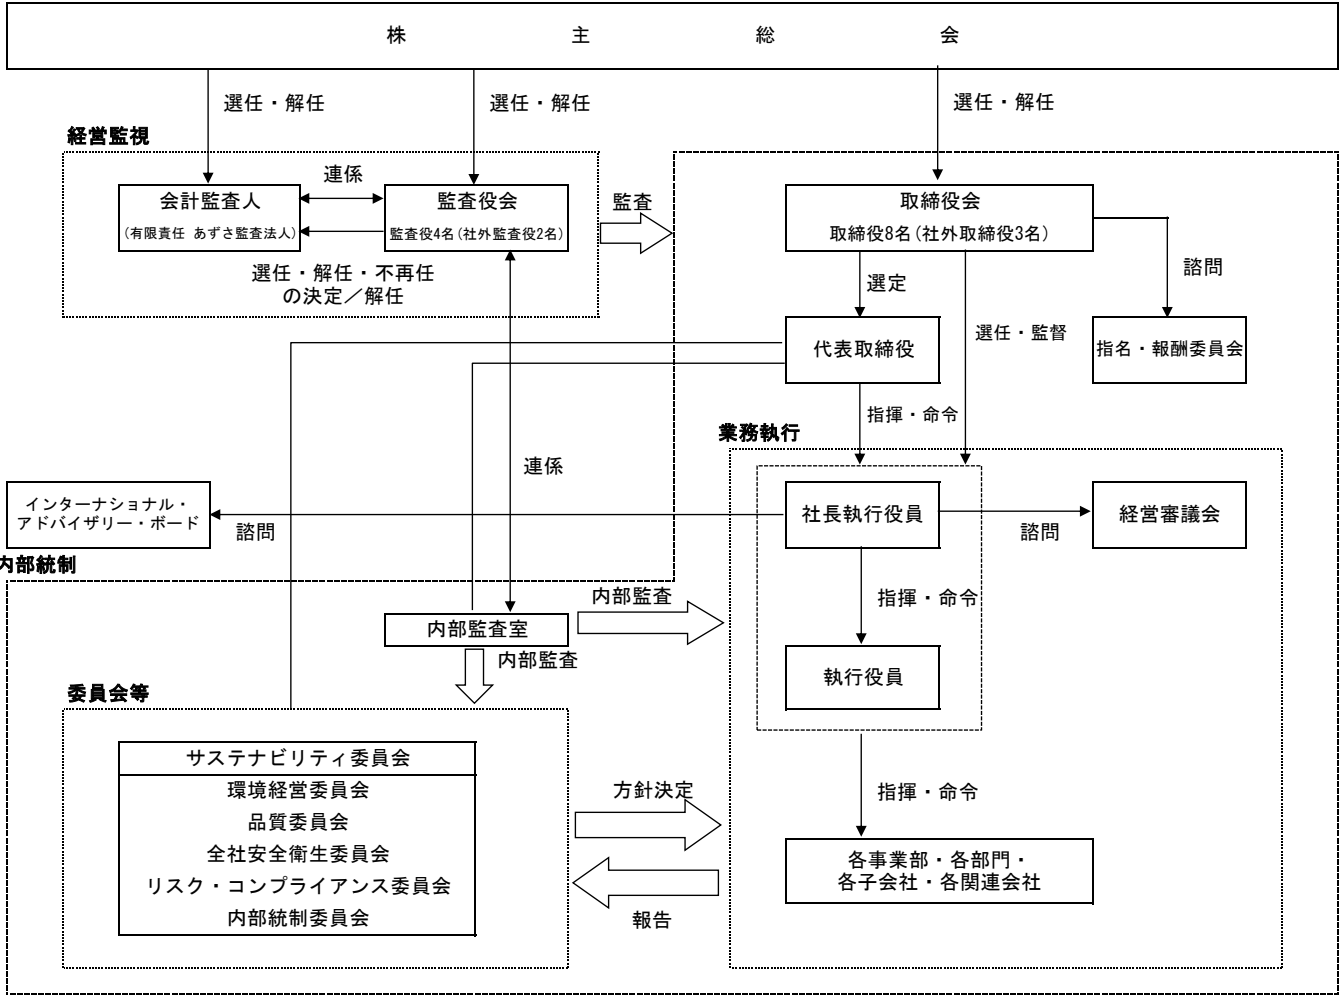 株主総会
選任・解任
選任・解任
選任・解任
経営監視
連係
会計監査人
(有限責任 あずさ監査法人)
監査役会
監査役4名(社外監査役2名)
監査
取締役会
取締役8名(社外取締役3名)
選任・解任・不再任
の決定／解任
選定
諮問
選任・監督
代表取締役
指名・報酬委員会
指揮・命令
業務執行
連係
インターナショナル・
アドバイザリー・ボード
諮問
社長執行役員
諮問
経営審議会
内部統制
内部監査
指揮・命令
内部監査室
内部監査
執行役員
委員会等
サステナビリティ委員会
環境経営委員会
品質委員会
全社安全衛生委員会
リスク・コンプライアンス委員会
内部統制委員会
方針決定
報告
指揮・命令
各事業部・各部門・
各子会社・各関連会社